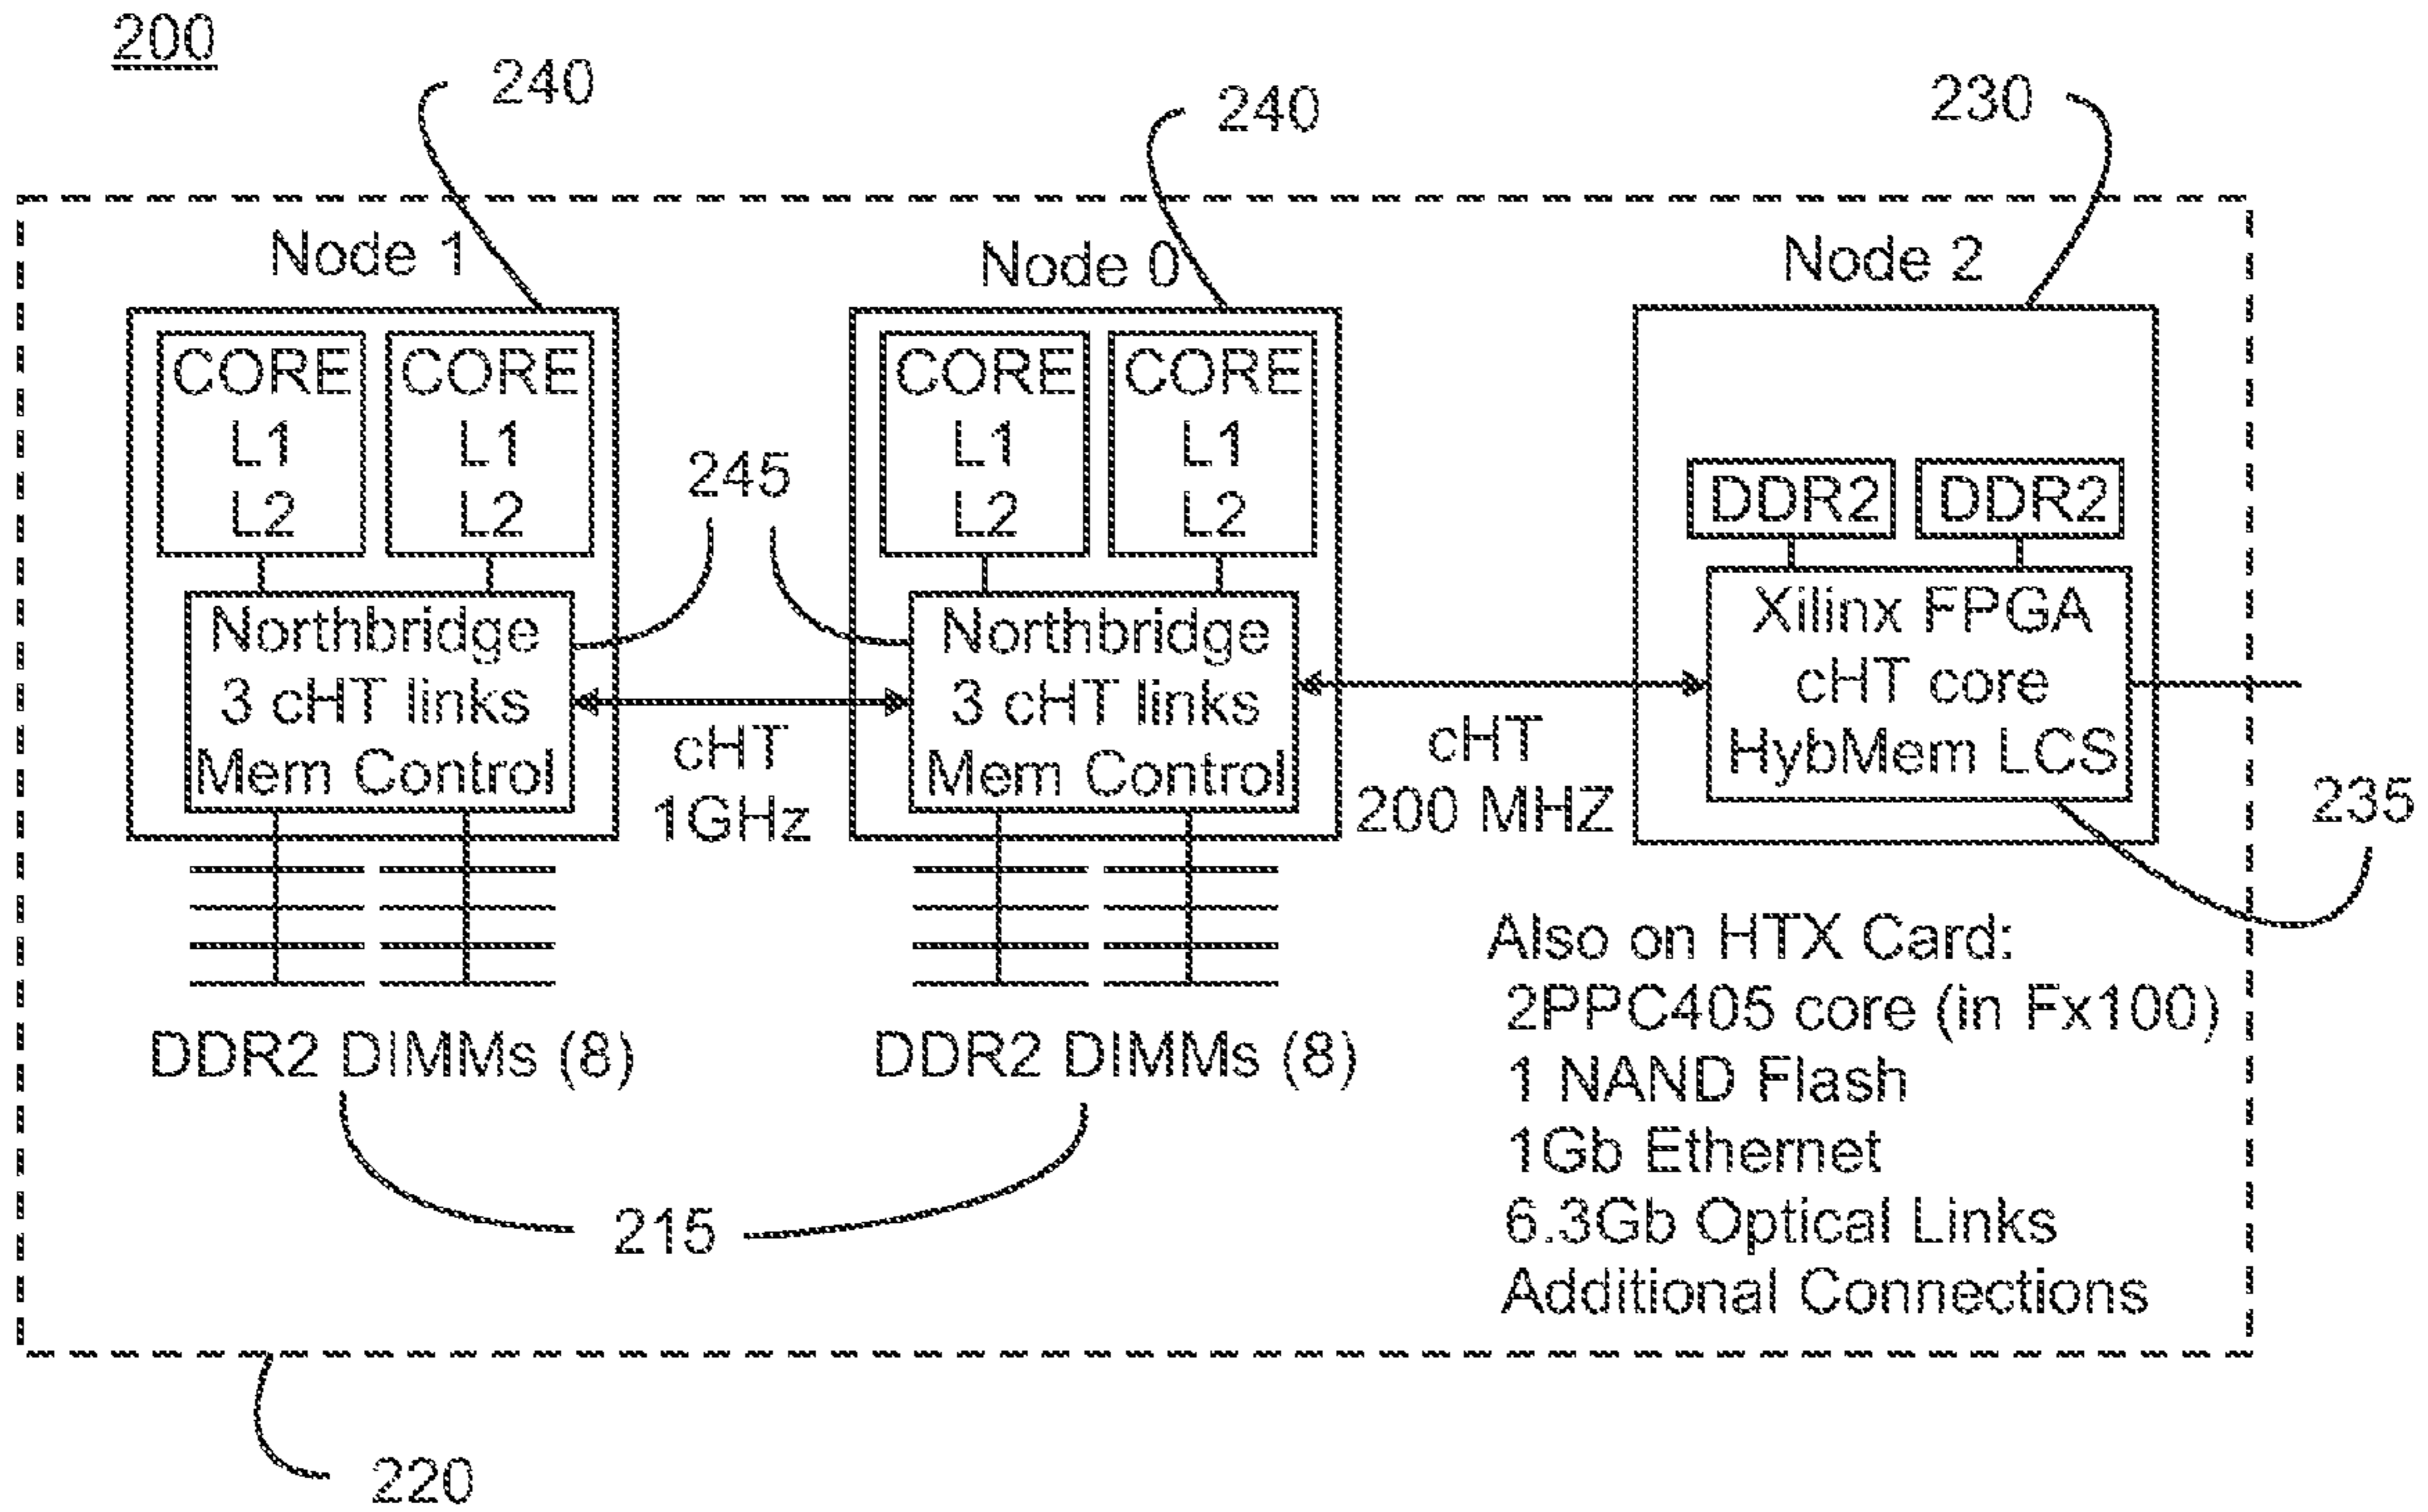 200
240
240
230
Node 1
Node 0
Node 2
CORE
L1
L2
CORE
L1
L2
Northbridge
3 cHT links
Mem Control
245
cHT
1GHz
CORE
L1
L2
CORE
L1
L2
Northbridge
3 cHT links
Mem Control
cHT
200 MHZ
DDR2
DDR2
Xilinx FPGA
cHT core
HybMem LCS
235
DDR2 DIMMs (8)
DDR2 DIMMs (8)
215
Also on HTX Card:
2PPC405 core (in Fx100)
1 NAND Flash
1Gb Ethernet
6.3Gb Optical Links
Additional Connections
220